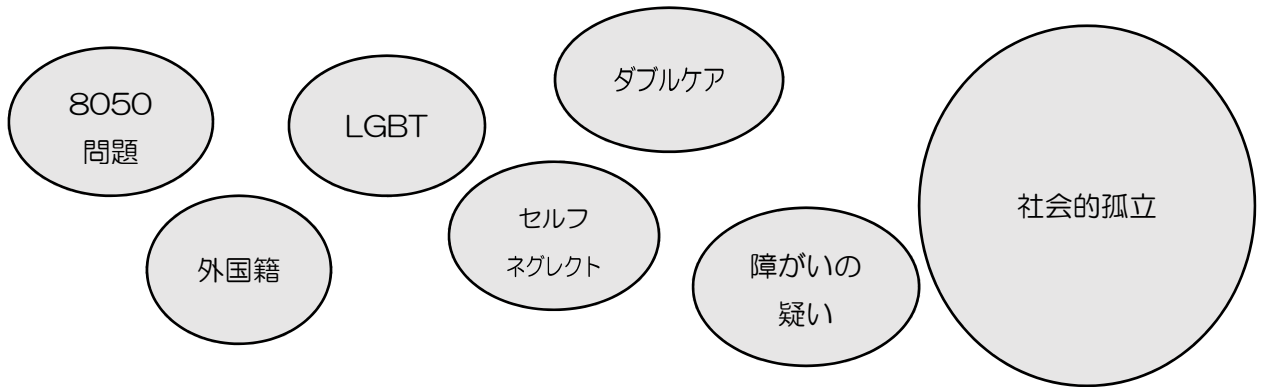 8050
問題
LGBT
ダブルケア
外国籍
セルフ
ネグレクト
障がいの
疑い
社会的孤立